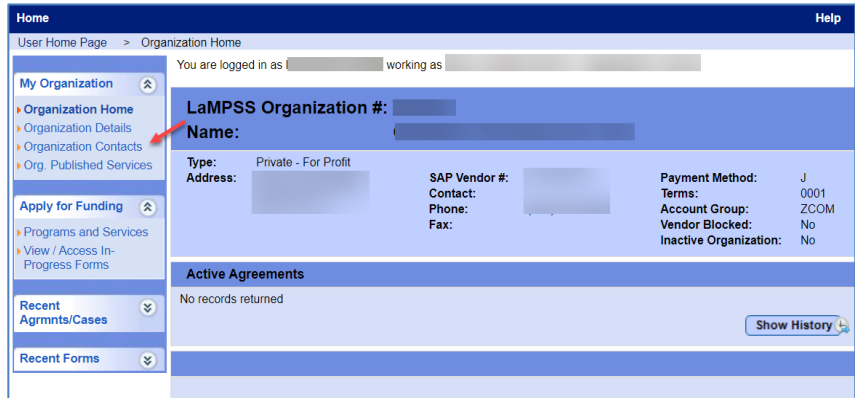 Home
Help
User Home Page > Organization Home
You are logged in as working as
My Organization
Organization Home
Organization Details
Organization Contacts
Org. Published Services
Apply for Funding
Programs and Services
View / Access In-
Progress Forms
Recent
Agrmnts/Cases
Recent Forms
LaMPSS Organization #:
Name:
Type: Private - For Profit
Address:
SAP Vendor #:
Contact:
Phone:
Fax:
Payment Method: J
Terms: 0001
Account Group: ZCOM
Vendor Blocked: No
Inactive Organization: No
Active Agreements
No records returned
Show History